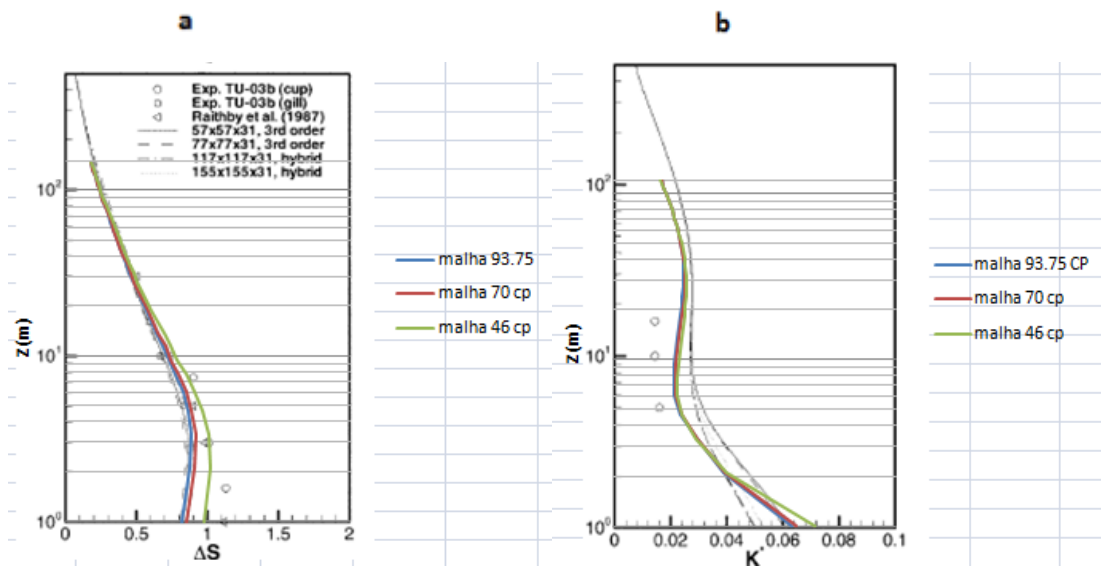 a
Exp. TU-03b (cup)
Exp. TU-03b (gill)
Raithby et al. (1987)
57x57x31, 3rd order
77x77x31, 3rd order
117x117x31, hybrid
155x155x31, hybrid
10²
10¹
10⁰
z(m)
0 0.5 1 1.5 2
ΔS
malha 93.75
malha 70 cp
malha 46 cp
b
10²
10¹
10⁰
z(m)
0 0.02 0.04 0.06 0.08 0.1
K*
malha 93.75 CP
malha 70 cp
malha 46 cp